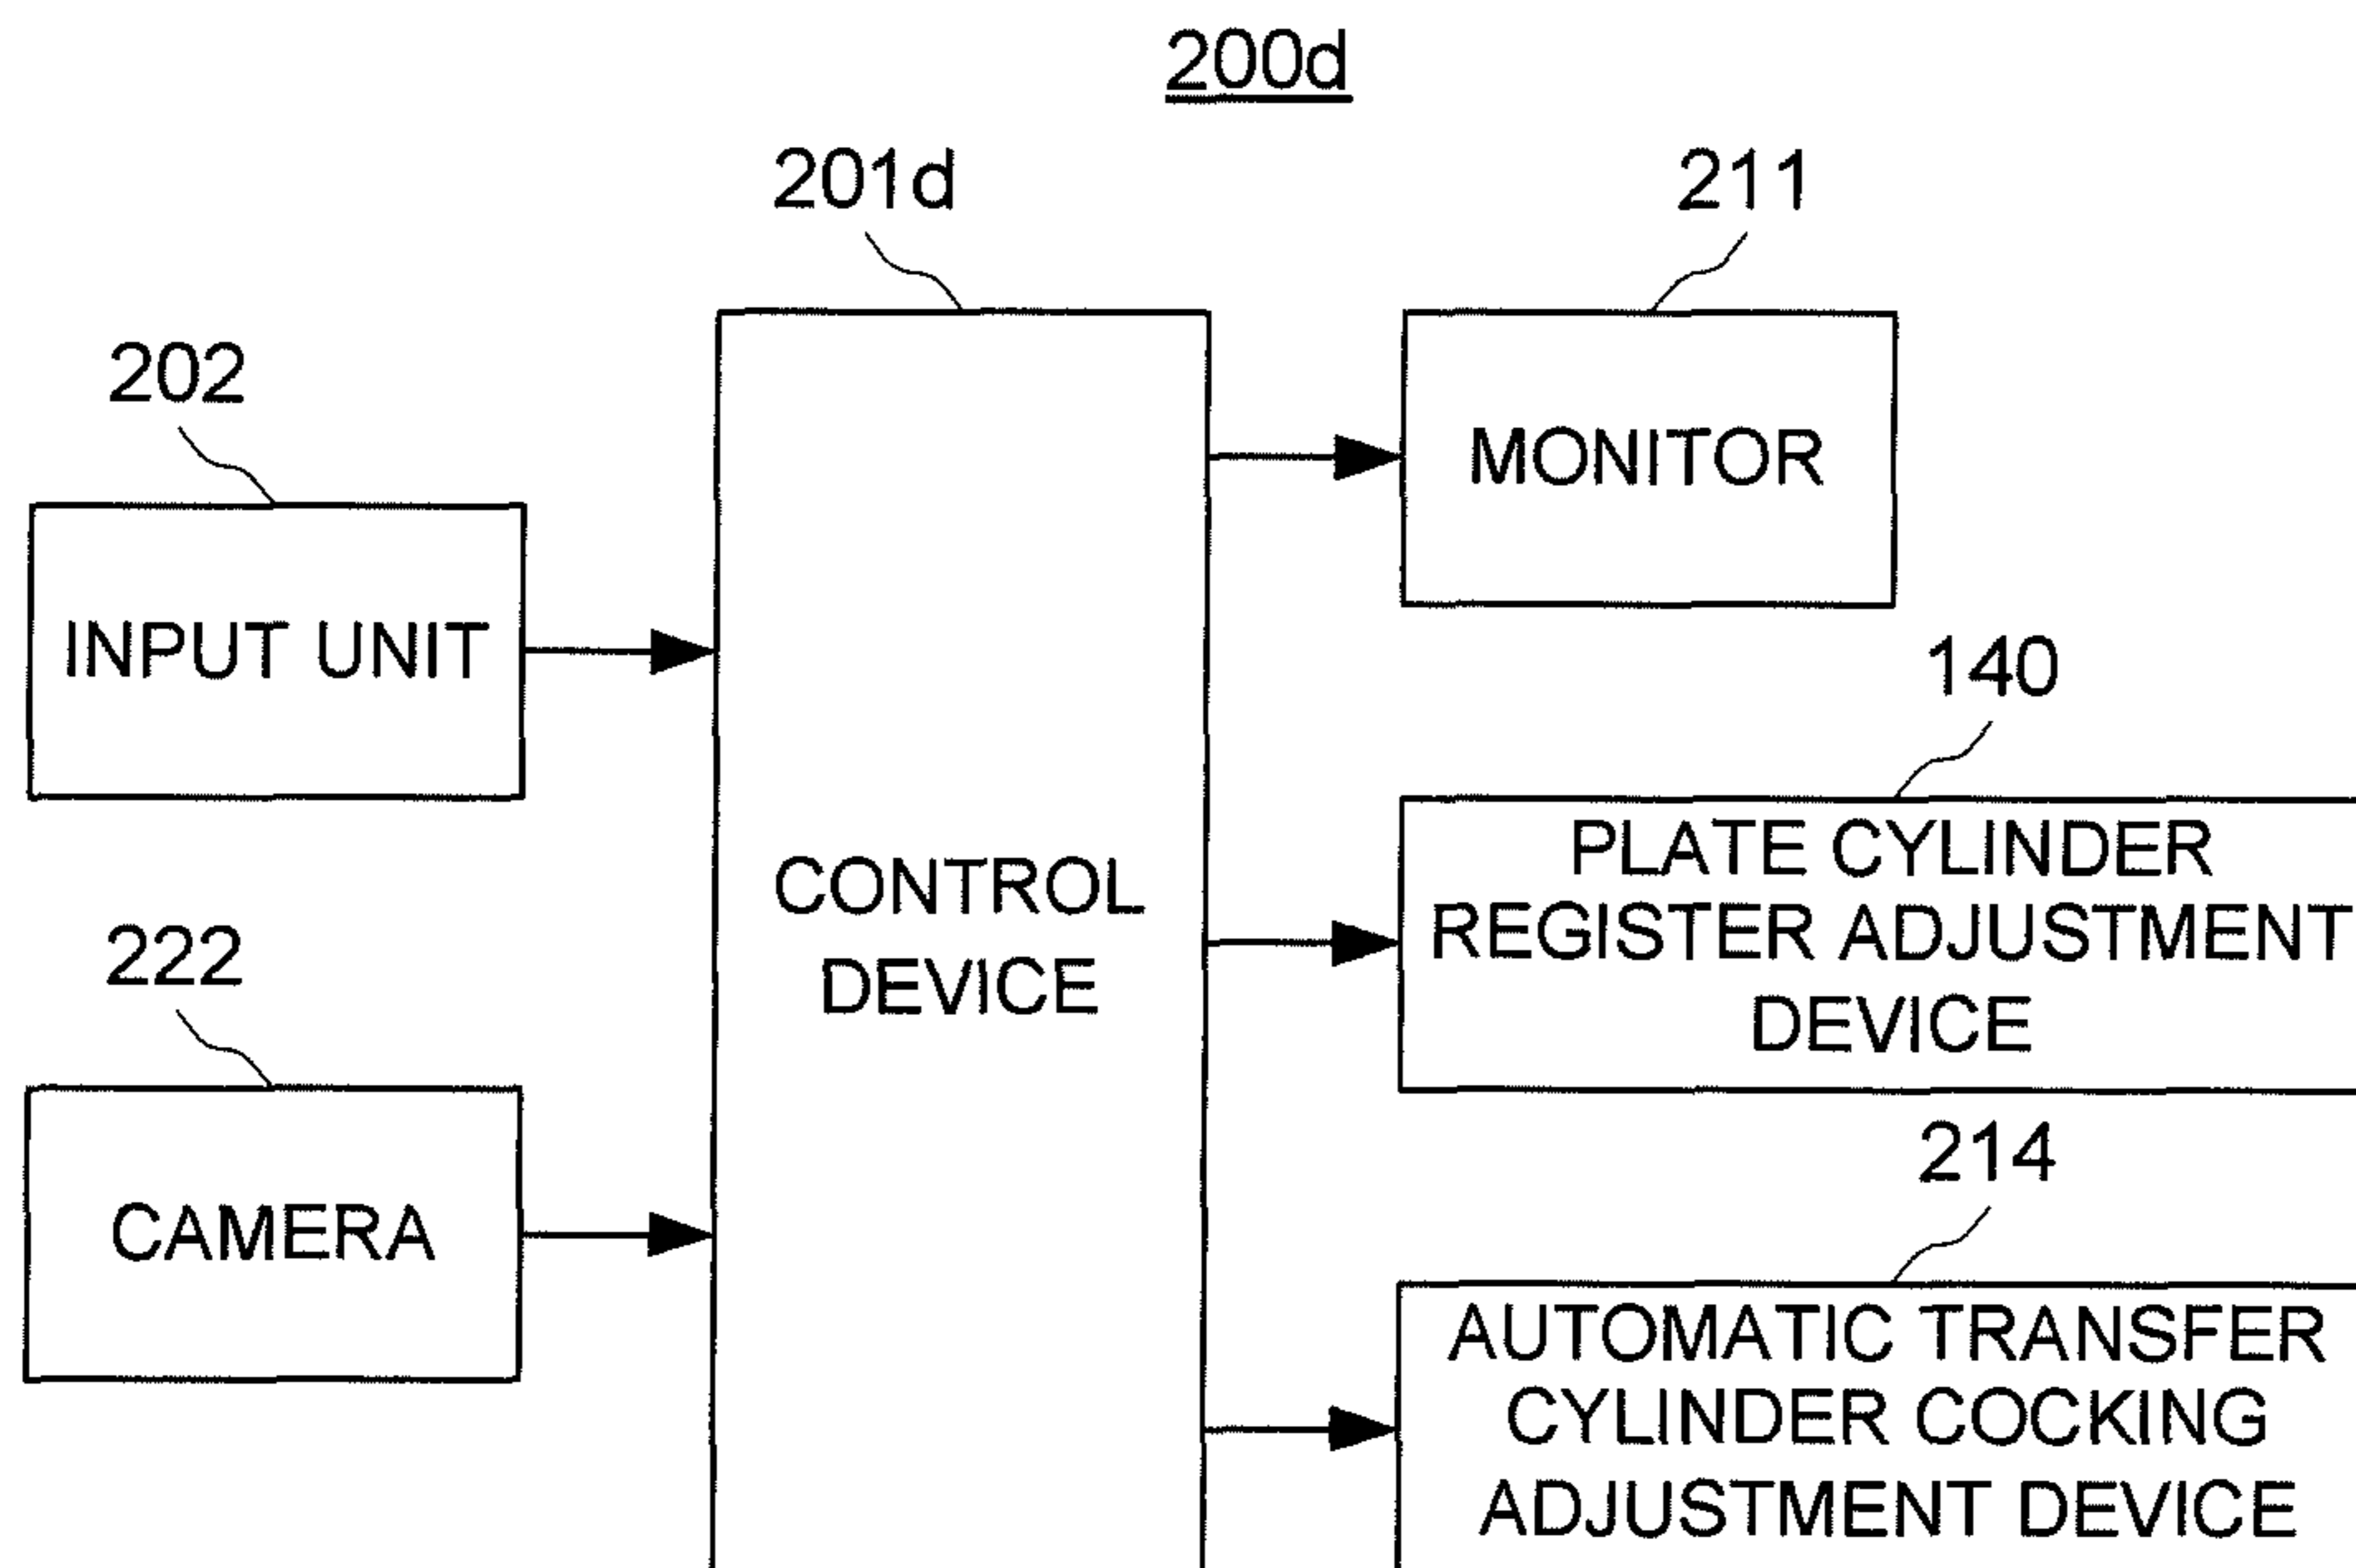 200d
201d
211
202
MONITOR
INPUT UNIT
140
PLATE CYLINDER
REGISTER ADJUSTMENT
DEVICE
CONTROL
DEVICE
222
CAMERA
214
AUTOMATIC TRANSFER
CYLINDER COCKING
ADJUSTMENT DEVICE